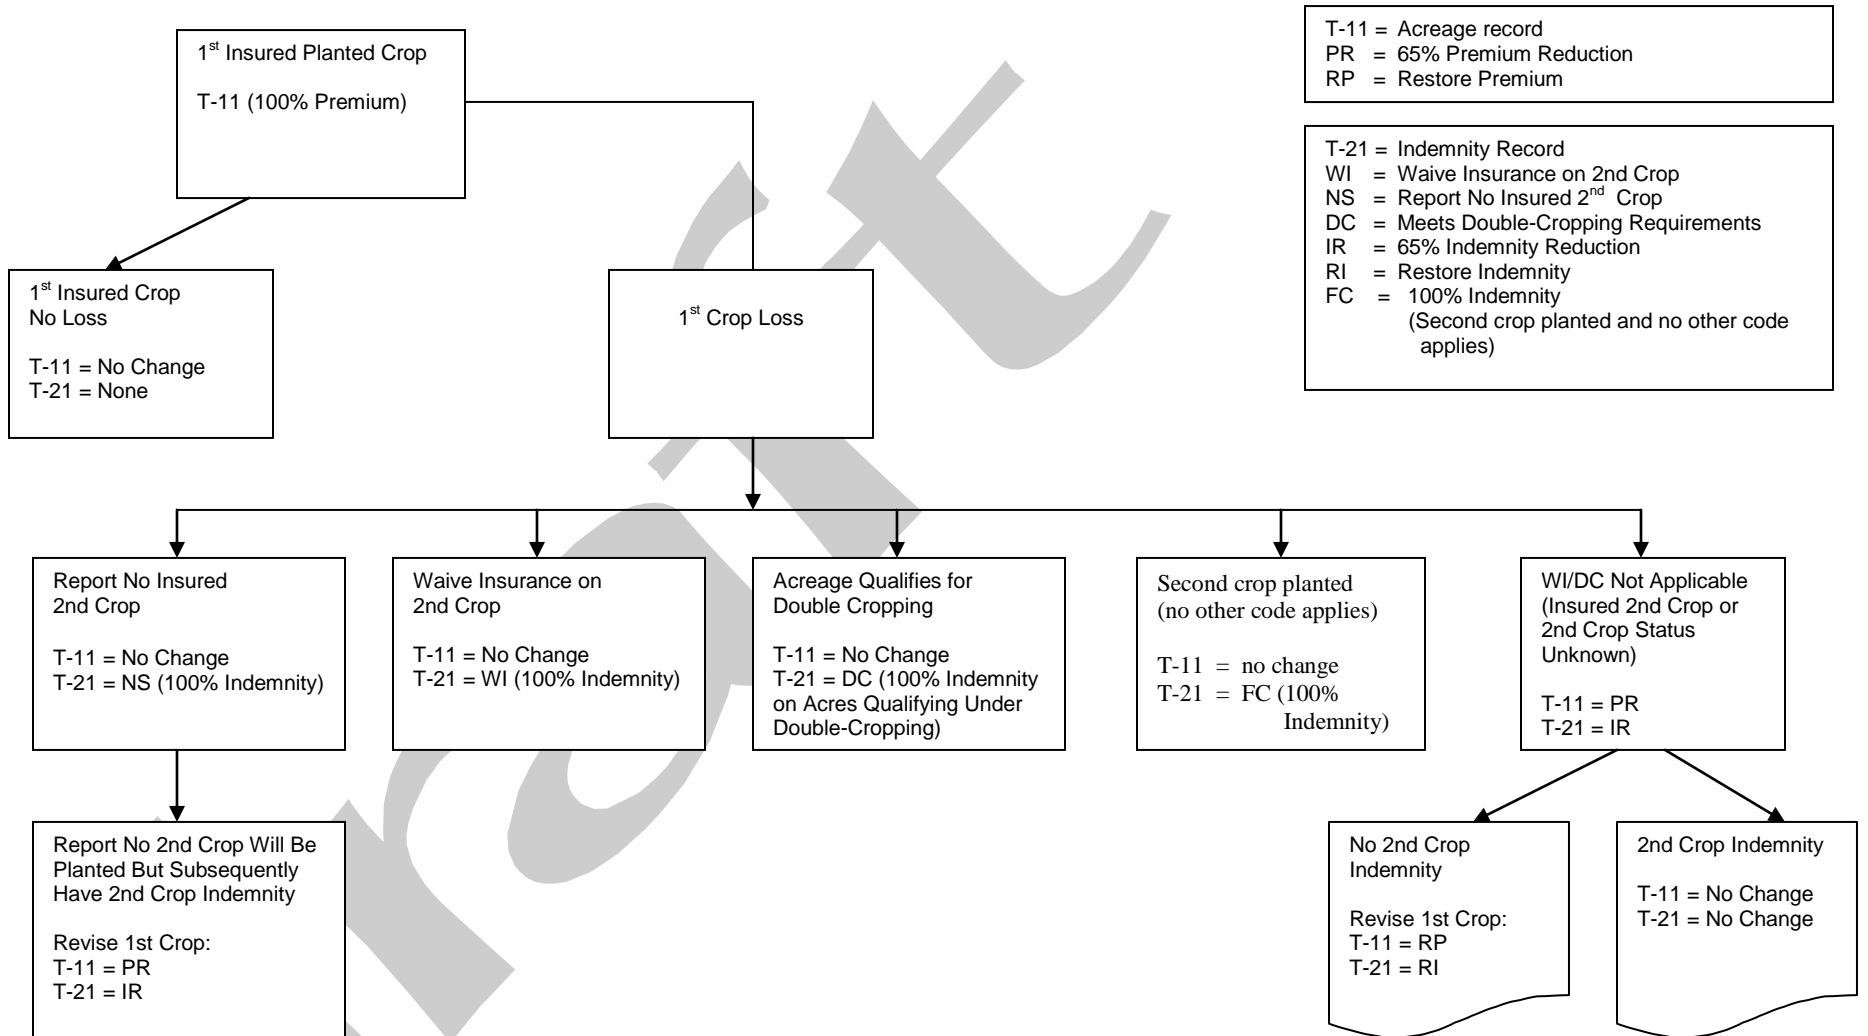 1st Insured Planted Crop
T-11 (100% Premium)
T-11 = Acreage record
PR = 65% Premium Reduction
RP = Restore Premium
T-21 = Indemnity Record
WI = Waive Insurance on 2nd Crop
NS = Report No Insured 2nd Crop
DC = Meets Double-Cropping Requirements
IR = 65% Indemnity Reduction
RI = Restore Indemnity
FC = 100% Indemnity
(Second crop planted and no other code
applies)
1st Insured Crop
No Loss
T-11 = No Change
T-21 = None
1st Crop Loss
Report No Insured
2nd Crop
T-11 = No Change
T-21 = NS (100% Indemnity)
Waive Insurance on
2nd Crop
T-11 = No Change
T-21 = WI (100% Indemnity)
Acreage Qualifies for
Double Cropping
T-11 = No Change
T-21 = DC (100% Indemnity
on Acres Qualifying Under
Double-Cropping)
Second crop planted
(no other code applies)
T-11 = no change
T-21 = FC (100%
Indemnity)
WI/DC Not Applicable
(Insured 2nd Crop or
2nd Crop Status
Unknown)
T-11 = PR
T-21 = IR
Report No 2nd Crop Will Be
Planted But Subsequently
Have 2nd Crop Indemnity
Revise 1st Crop:
T-11 = PR
T-21 = IR
No 2nd Crop
Indemnity
Revise 1st Crop:
T-11 = RP
T-21 = RI
2nd Crop Indemnity
T-11 = No Change
T-21 = No Change
raft